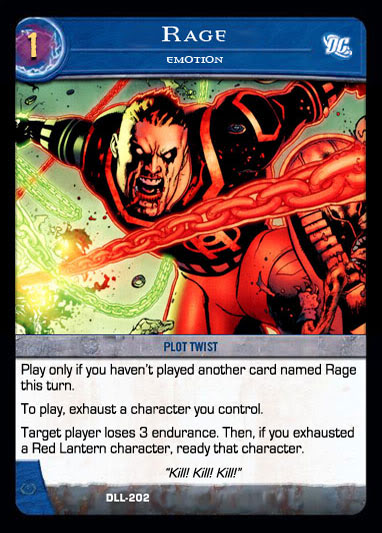 1
RAGE
EMOTION
DC
PLOT TWIST
Play only if you haven't played another card named Rage
this turn.
To play, exhaust a character you control.
Target player loses 3 endurance. Then, if you exhausted
a Red Lantern character, ready that character.
"Kill! Kill! Kill!"
DLL-202